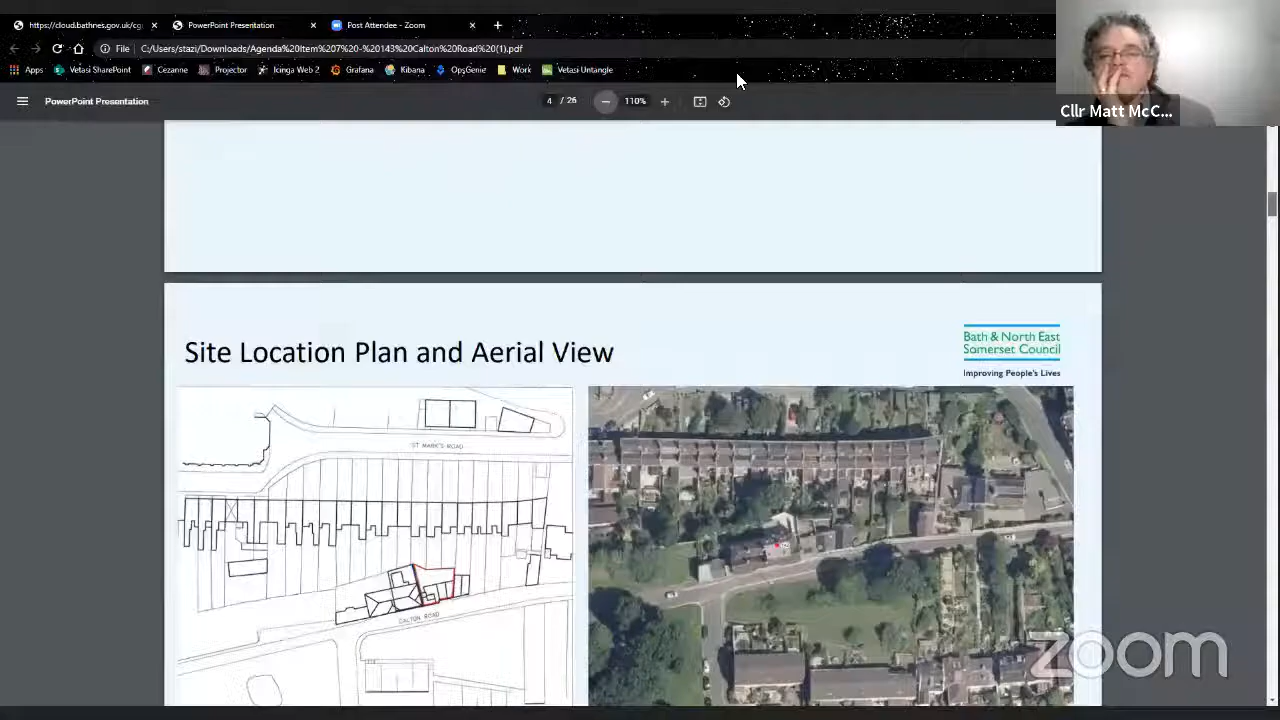 https://cloud.bathnes.gov.uk/cg
PowerPoint Presentation
Post Attendee - Zoom
File
C:/Users/stazi/Downloads/Agenda%20Item%207%20-%20143%20Calton%20Road%20(1).pdf
Apps
Vetasi SharePoint
Cezanne
Projector
Icinga Web 2
Grafana
Kibana
OpsGenie
Work
Vetasi Untangle
PowerPoint Presentation
4 / 26
110%
Cllr Matt McC...
Site Location Plan and Aerial View
Bath & North East
Somerset Council
Improving People's Lives
ST MARK'S ROAD
CALTON ROAD
zoom